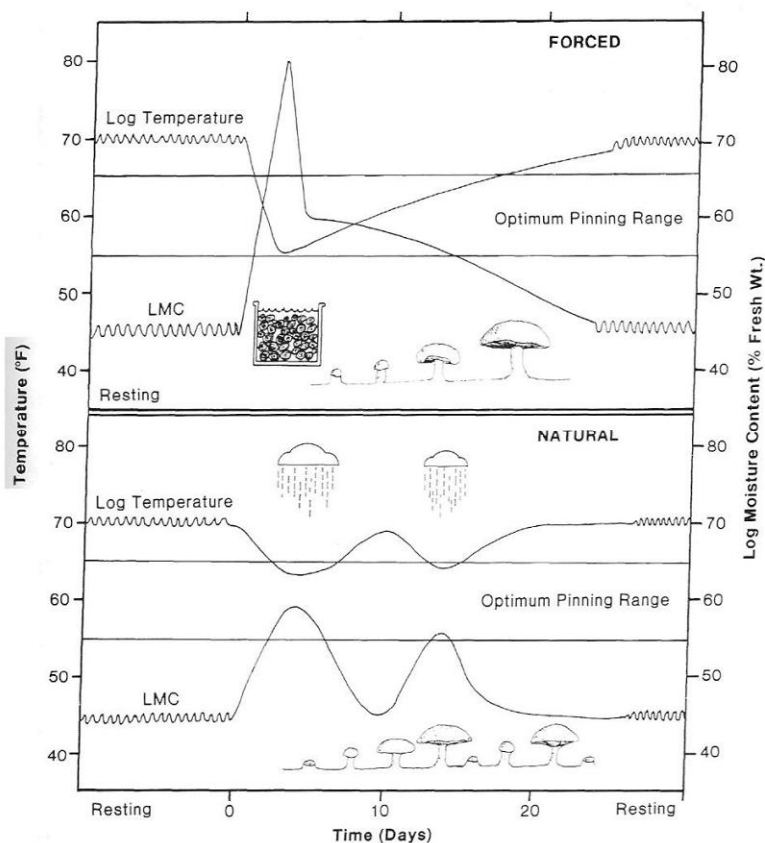 FORCED
80
80
Log Temperature
70
70
60
Optimum Pinning Range
60
50
50
LMC
40
40
Resting
Temperature (°F)
Log Moisture Content (% Fresh Wt.)
NATURAL
80
80
Log Temperature
70
70
60
Optimum Pinning Range
60
50
50
LMC
40
40
Resting
0
10
20
Resting
Time (Days)